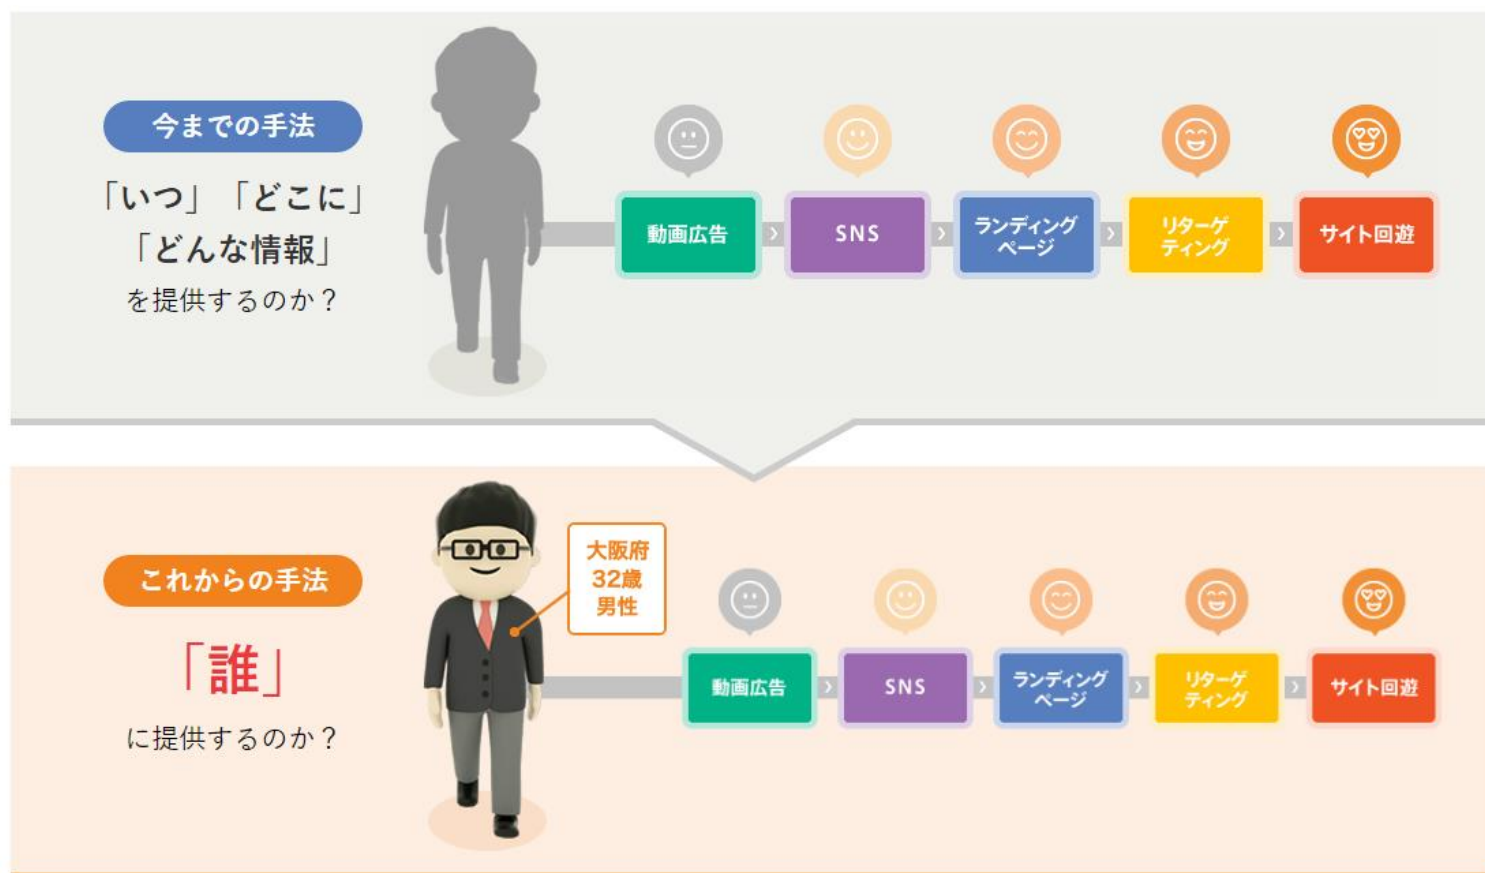 今までの手法
「いつ」「どこに」
「どんな情報」
を提供するのか？
動画広告
SNS
ランディング
ページ
リターゲ
ティング
サイト回遊
これからの手法
「誰」
に提供するのか？
大阪府
32歳
男性
動画広告
SNS
ランディング
ページ
リターゲ
ティング
サイト回遊